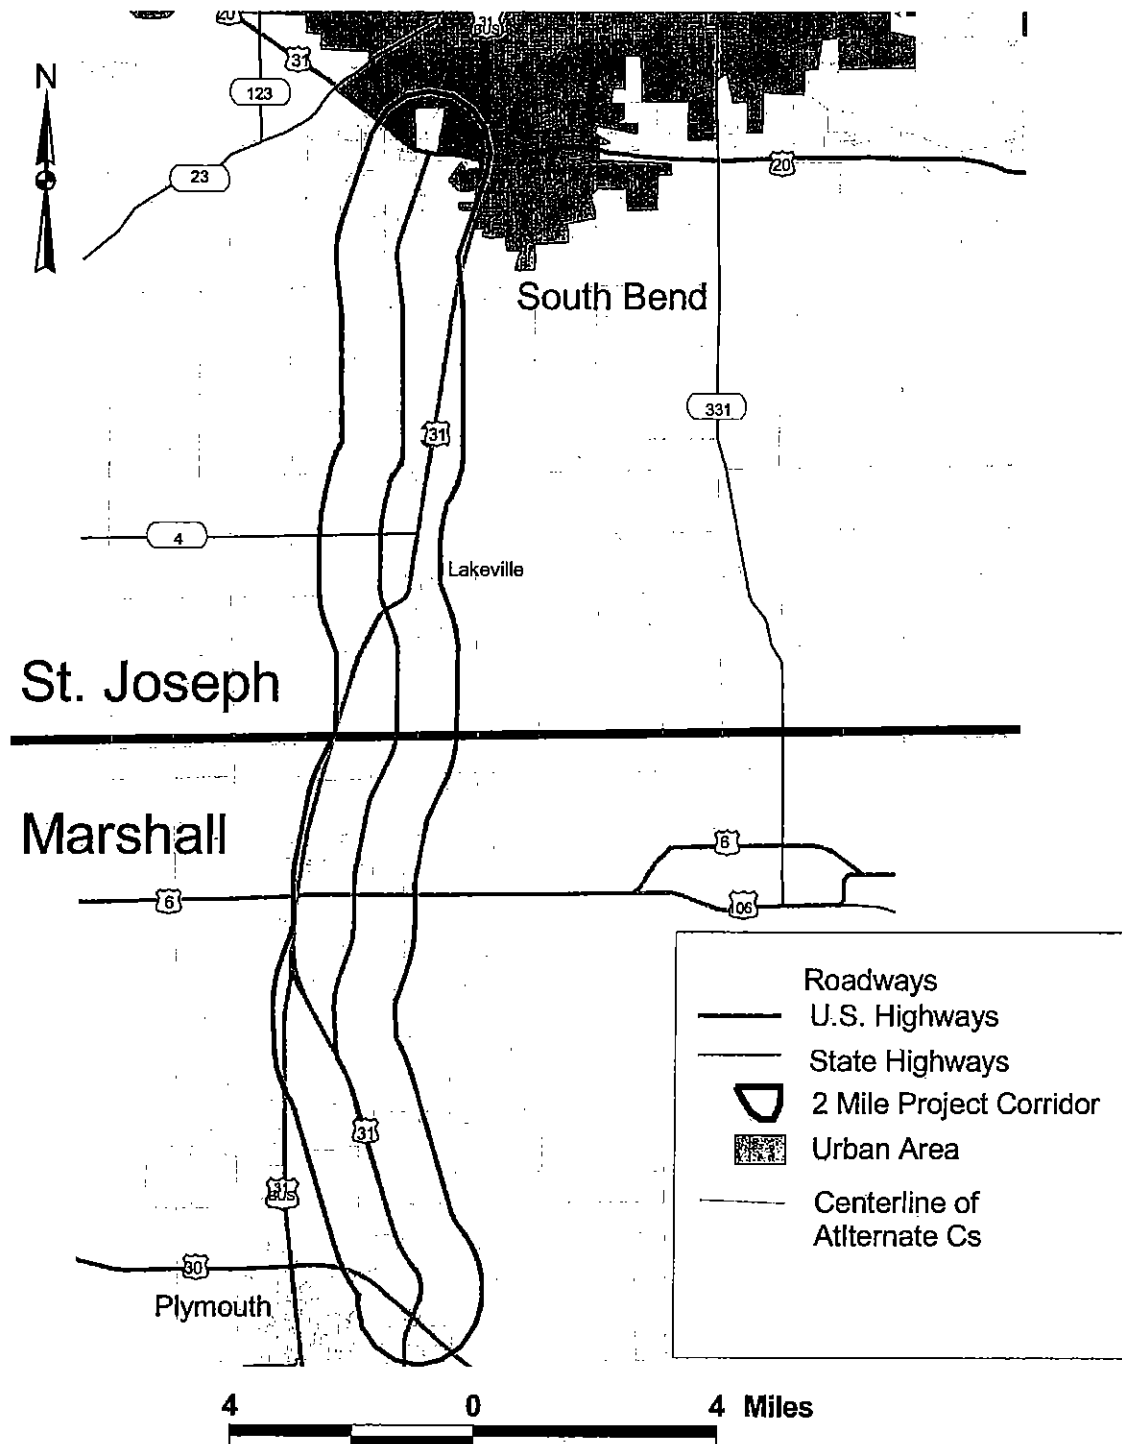 20
31
BUS
31
N
123
23
20
South Bend
331
31
4
Lakeville
St. Joseph
Marshall
6
6
106
Roadways
U.S. Highways
State Highways
2 Mile Project Corridor
Urban Area
Centerline of
Atlternate Cs
31
31
BUS
30
Plymouth
4 0 4 Miles